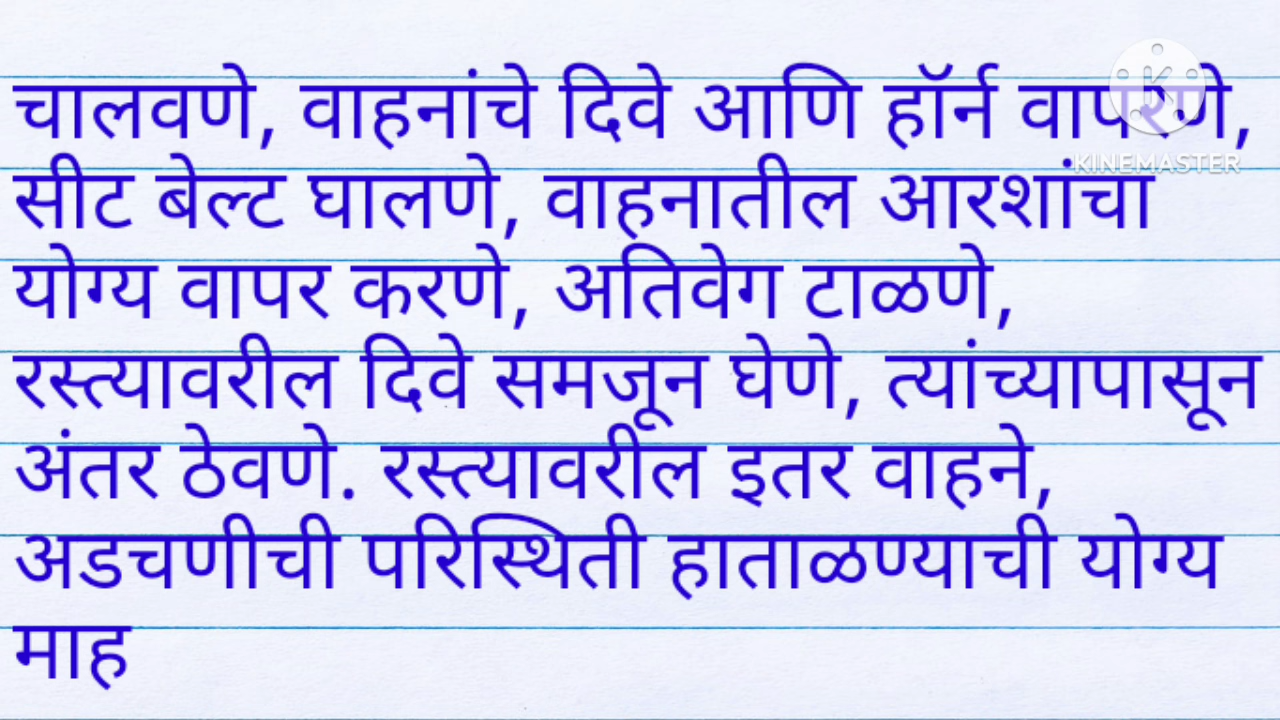 चालवणे, वाहनांचे दिवे आणि हॉर्न वापरणे,
सीट बेल्ट घालणे, वाहनातील आरशांचा
योग्य वापर करणे, अतिवेग टाळणे,
रस्त्यावरील दिवे समजून घेणे, त्यांच्यापासून
अंतर ठेवणे. रस्त्यावरील इतर वाहने,
अडचणीची परिस्थिती हाताळण्याची योग्य
माह
KINEMASTER